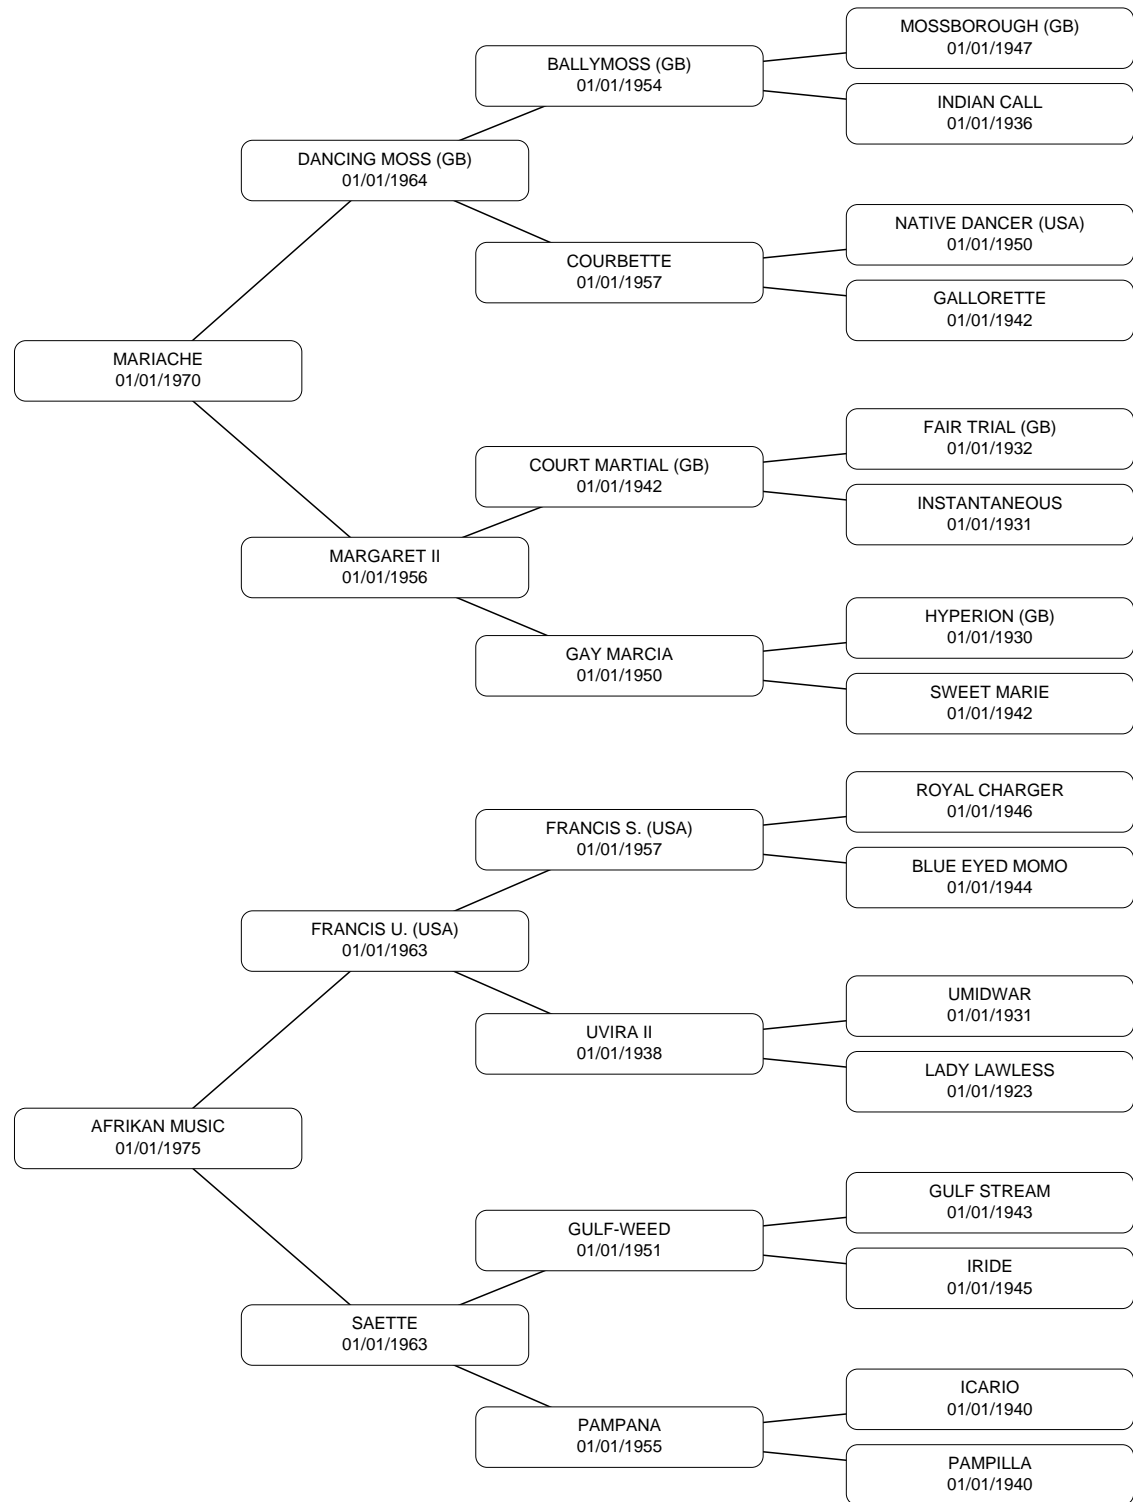 MOSSBOROUGH (GB)
01/01/1947
BALLYMOSS (GB)
01/01/1954
INDIAN CALL
01/01/1936
DANCING MOSS (GB)
01/01/1964
NATIVE DANCER (USA)
01/01/1950
COURBETTE
01/01/1957
GALLORETTE
01/01/1942
MARIACHE
01/01/1970
FAIR TRIAL (GB)
01/01/1932
COURT MARTIAL (GB)
01/01/1942
INSTANTANEOUS
01/01/1931
MARGARET II
01/01/1956
HYPERION (GB)
01/01/1930
GAY MARCIA
01/01/1950
SWEET MARIE
01/01/1942
ROYAL CHARGER
01/01/1946
FRANCIS S. (USA)
01/01/1957
BLUE EYED MOMO
01/01/1944
FRANCIS U. (USA)
01/01/1963
UMIDWAR
01/01/1931
UVIRA II
01/01/1938
LADY LAWLESS
01/01/1923
AFRIKAN MUSIC
01/01/1975
GULF STREAM
01/01/1943
GULF-WEED
01/01/1951
IRIDE
01/01/1945
SAETTE
01/01/1963
ICARIO
01/01/1940
PAMPANA
01/01/1955
PAMPILLA
01/01/1940